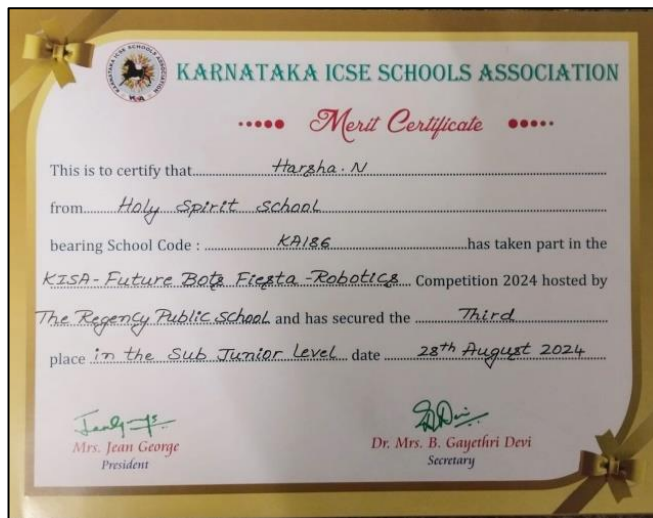 KARNATAKA ICSE SCHOOLS ASSOCIATION
Merit Certificate
This is to certify that Harsha. N
from Holy Spirit School
bearing School Code : KA186 has taken part in the
KISA- Future Bots Fiesta -Robotics Competition 2024 hosted by
The Regency Public School and has secured the Third
place in the Sub Junior Level date 28th August 2024
Mrs. Jean George
President
Dr. Mrs. B. Gayethri Devi
Secretary